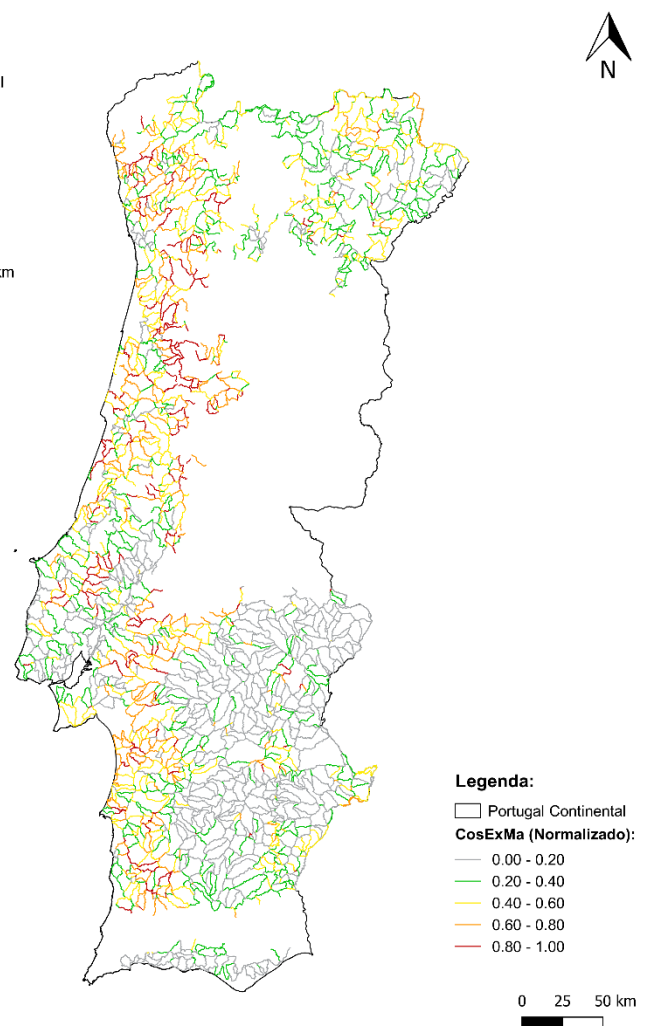 N
l
km
Legenda:
Portugal Continental
CosExMa (Normalizado):
0.00 - 0.20
0.20 - 0.40
0.40 - 0.60
0.60 - 0.80
0.80 - 1.00
0 25 50 km